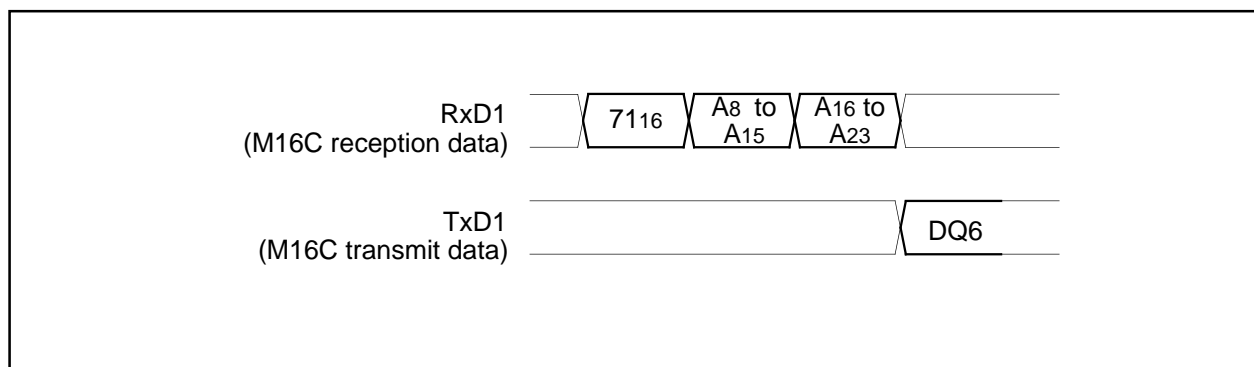 RxD1
(M16C reception data)
7116
A8 to
A15
A16 to
A23
TxD1
(M16C transmit data)
DQ6